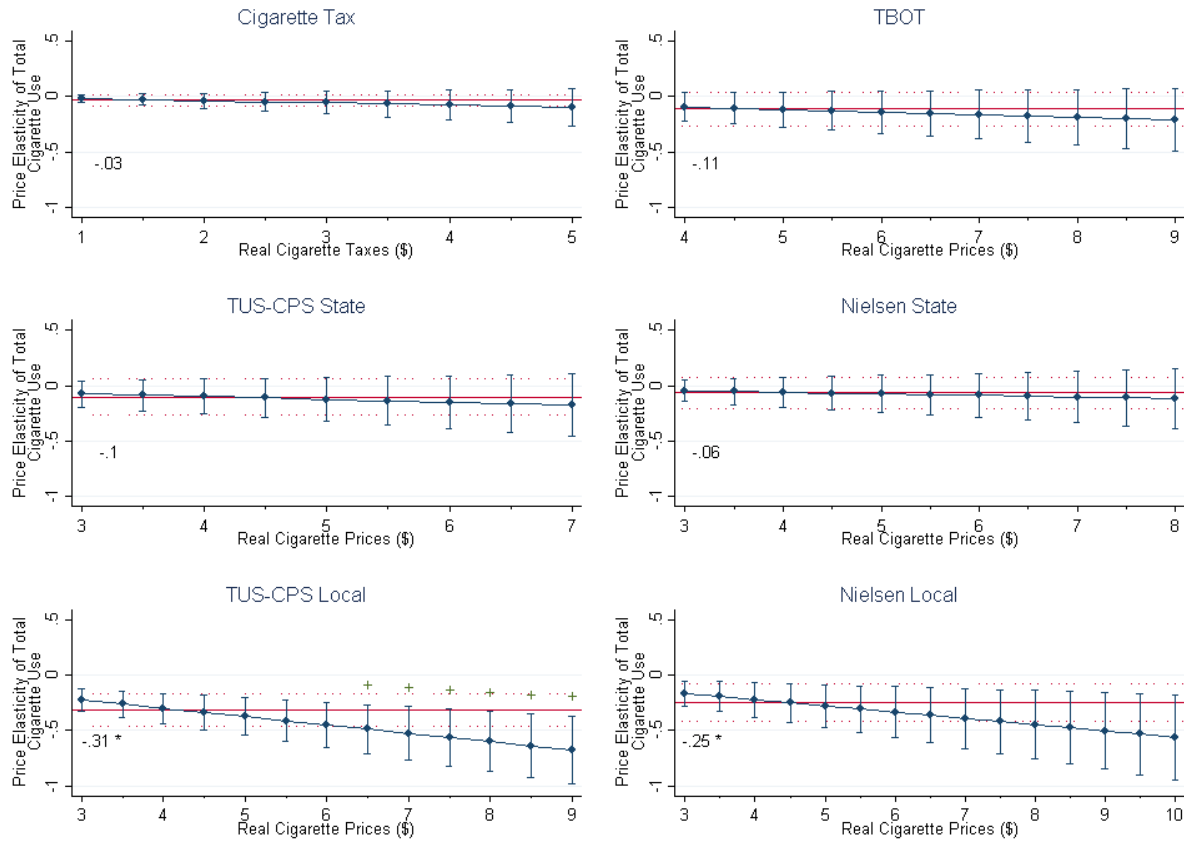 Cigarette Tax
Price Elasticity of Total
Cigarette Use
.5
0
-.5
-1
-.03
1 2 3 4 5
Real Cigarette Taxes ($)
TBOT
Price Elasticity of Total
Cigarette Use
.5
0
-.5
-1
-.11
4 5 6 7 8 9
Real Cigarette Prices ($)
TUS-CPS State
Price Elasticity of Total
Cigarette Use
.5
0
-.5
-1
-.1
3 4 5 6 7
Real Cigarette Prices ($)
Nielsen State
Price Elasticity of Total
Cigarette Use
.5
0
-.5
-1
-.06
3 4 5 6 7 8
Real Cigarette Prices ($)
TUS-CPS Local
Price Elasticity of Total
Cigarette Use
.5
0
-.5
-1
-.31 *
3 4 5 6 7 8 9
Real Cigarette Prices ($)
Nielsen Local
Price Elasticity of Total
Cigarette Use
.5
0
-.5
-1
-.25 *
3 4 5 6 7 8 9 10
Real Cigarette Prices ($)